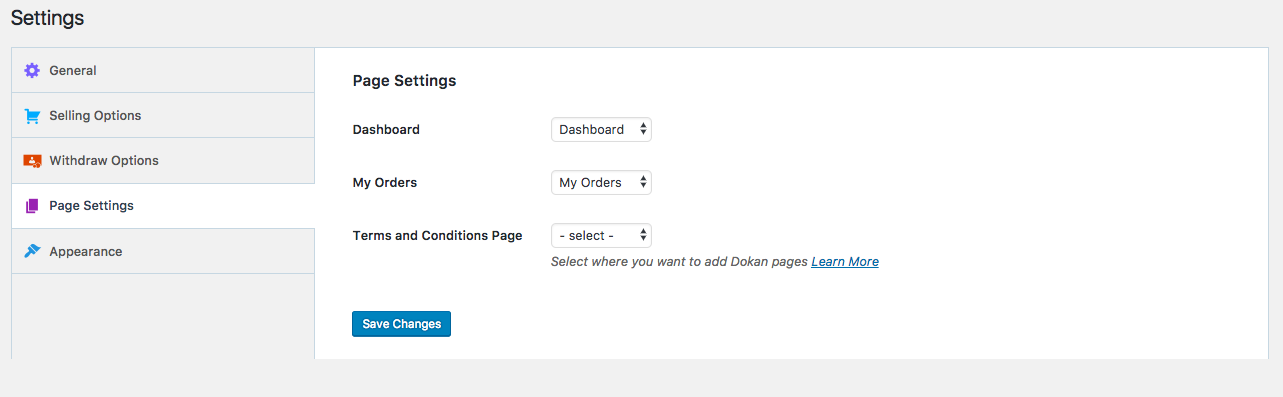 Settings
General
Selling Options
Withdraw Options
Page Settings
Appearance
Page Settings
Dashboard
Dashboard
My Orders
My Orders
Terms and Conditions Page
- select -
Select where you want to add Dokan pages Learn More
Save Changes